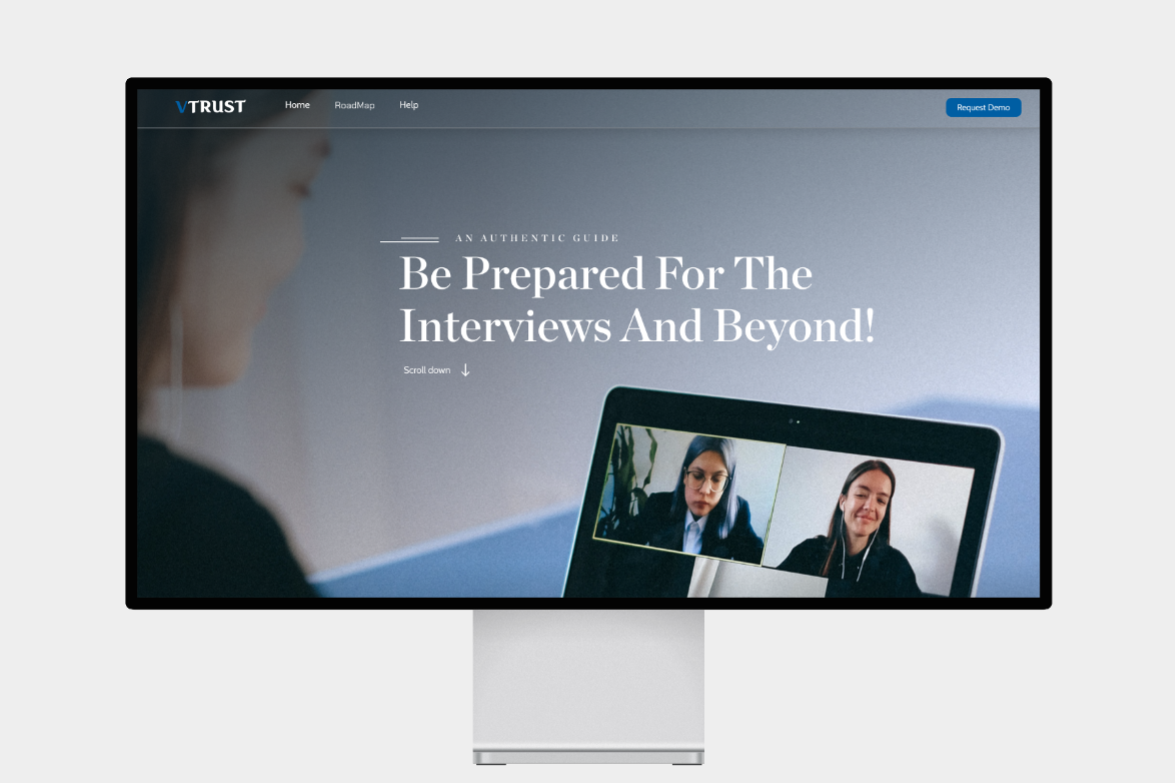 VTRUST
Home RoadMap Help
Request Demo
AN AUTHENTIC GUIDE
Be Prepared For The
Interviews And Beyond!
Scroll down ↓